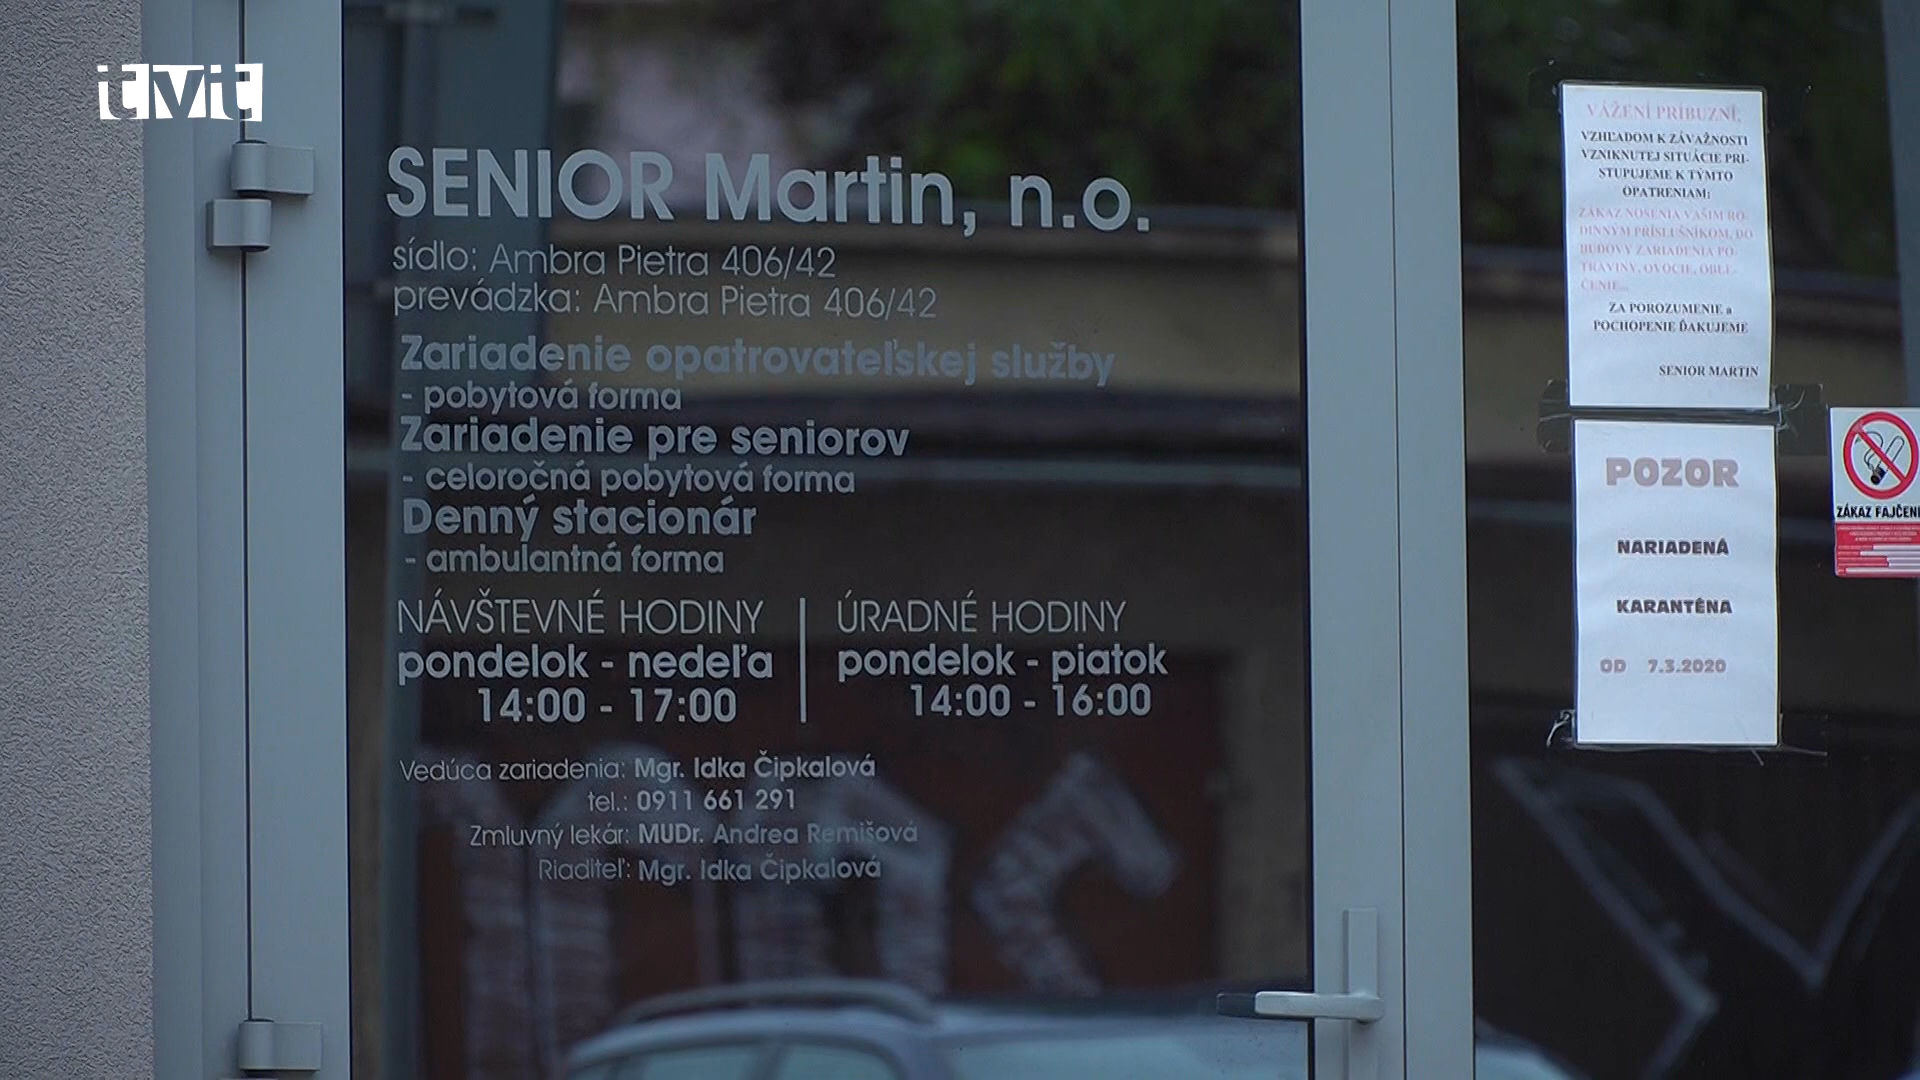 itvit
SENIOR Martin, n.o.
sídlo: Ambra Pietra 406/42
prevádzka: Ambra Pietra 406/42
Zariadenie opatrovateľskej služby
- pobytová forma
Zariadenie pre seniorov
- celoročná pobytová forma
Denný stacionár
- ambulantná forma
NÁVŠTEVNÉ HODINY
pondelok - nedeľa
14:00 - 17:00
ÚRADNÉ HODINY
pondelok - piatok
14:00 - 16:00
Vedúca zariadenia: Mgr. Idka Čipkalová
tel.: 0911 661 291
Zmluvný lekár: MUDr. Andrea Remišová
Riaditeľ: Mgr. Idka Čipkalová
VÁŽENÍ PRÍBUZNÍ,
VZHĽADOM K ZÁVAŽNOSTI
VZNIKNUTEJ SITUÁCIE PRI-
STUPUJEME K TÝMTO
OPATRENIAM:
ZÁKAZ NOSENIA VAŠIM RO-
DINNÝM PRÍSLUŠNÍKOM, DO
BUDOVY ZARIADENIA PO-
TRAVINY, OVOCIE, OBLE-
ČENIE...
ZA POROZUMENIE a
POCHOPENIE ĎAKUJEME
SENIOR MARTIN
POZOR
NARIADENÁ
KARANTÉNA
OD 7.3.2020
ZÁKAZ FAJČENI